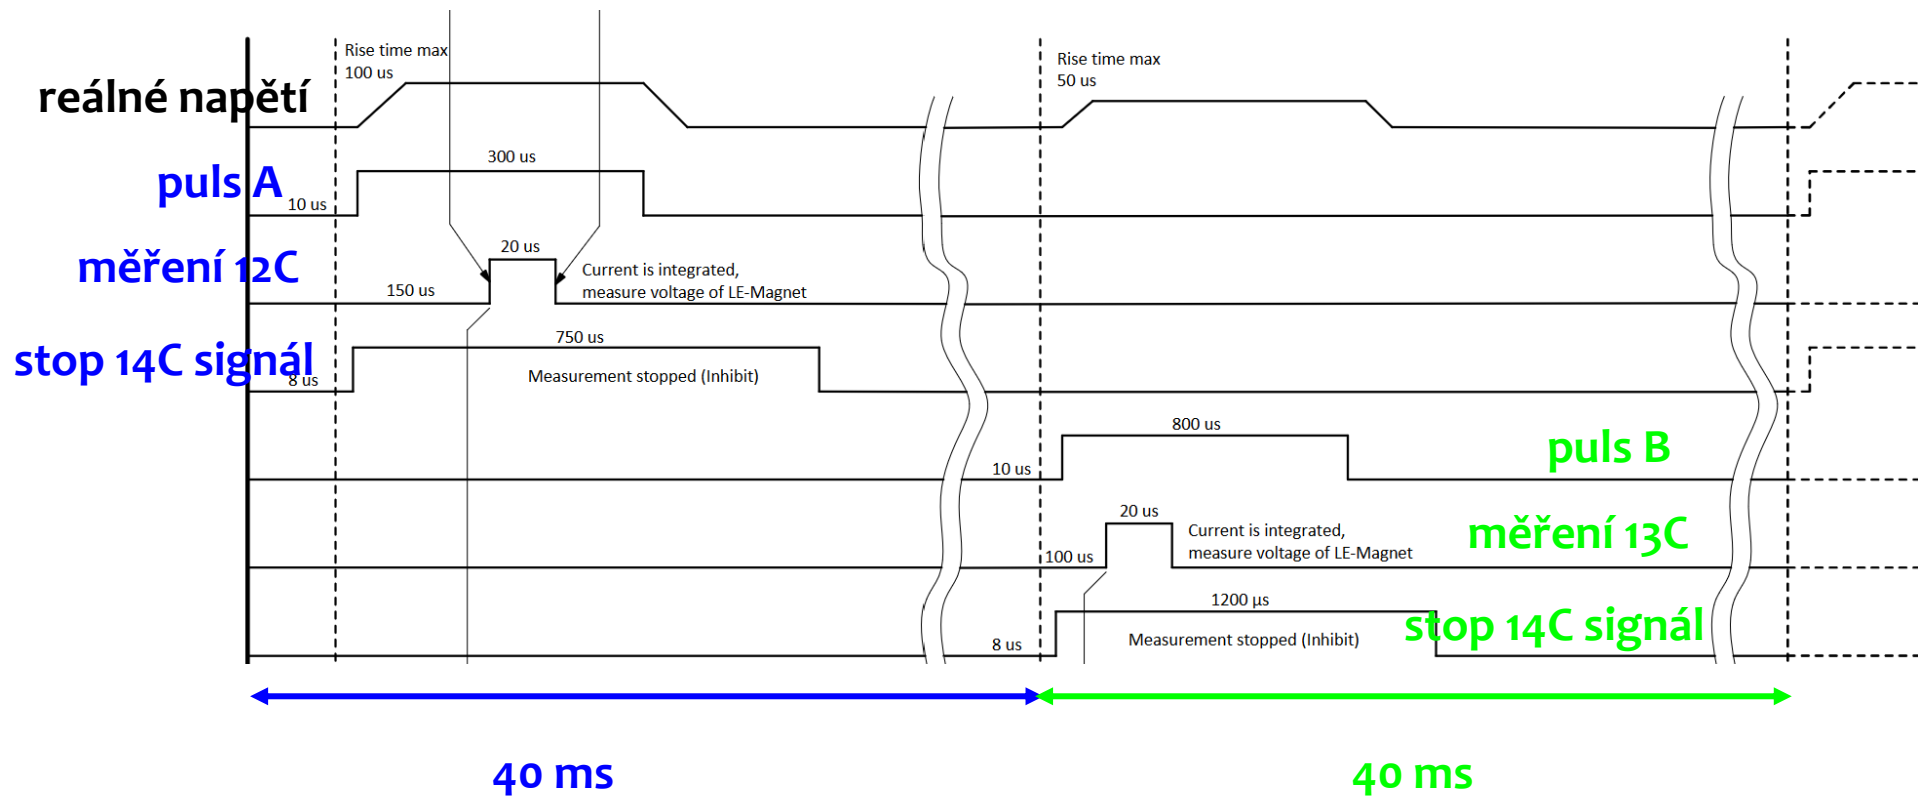 Rise time max
100 us
Rise time max
50 us
reálné napětí
300 us
puls A
10 us
20 us
měření 12C
Current is integrated,
measure voltage of LE-Magnet
150 us
750 us
stop 14C signál
8 us
Measurement stopped (Inhibit)
800 us
puls B
10 us
20 us
Current is integrated,
measure voltage of LE-Magnet
měření 13C
100 us
1200 µs
stop 14C signál
Measurement stopped (Inhibit)
8 us
40 ms
40 ms